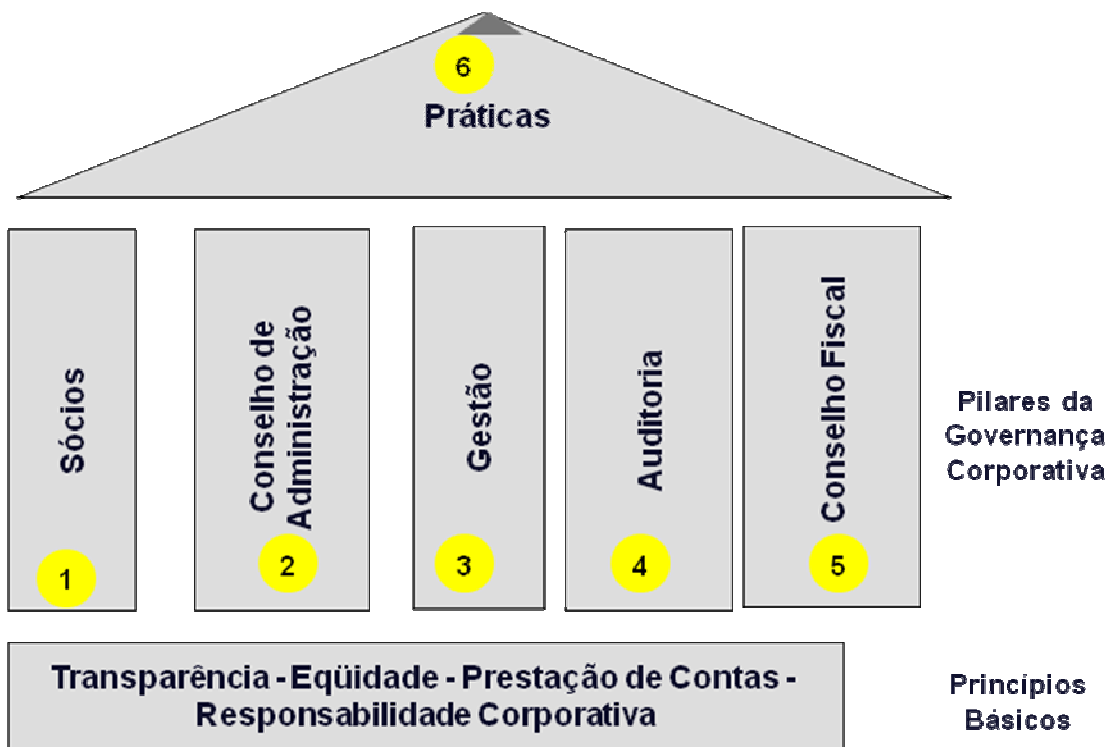 6
Práticas
Sócios
Conselho de
Administração
Gestão
Auditoria
Conselho Fiscal
1
2
3
4
5
Pilares da
Governança
Corporativa
Transparência - Eqüidade - Prestação de Contas -
Responsabilidade Corporativa
Princípios
Básicos